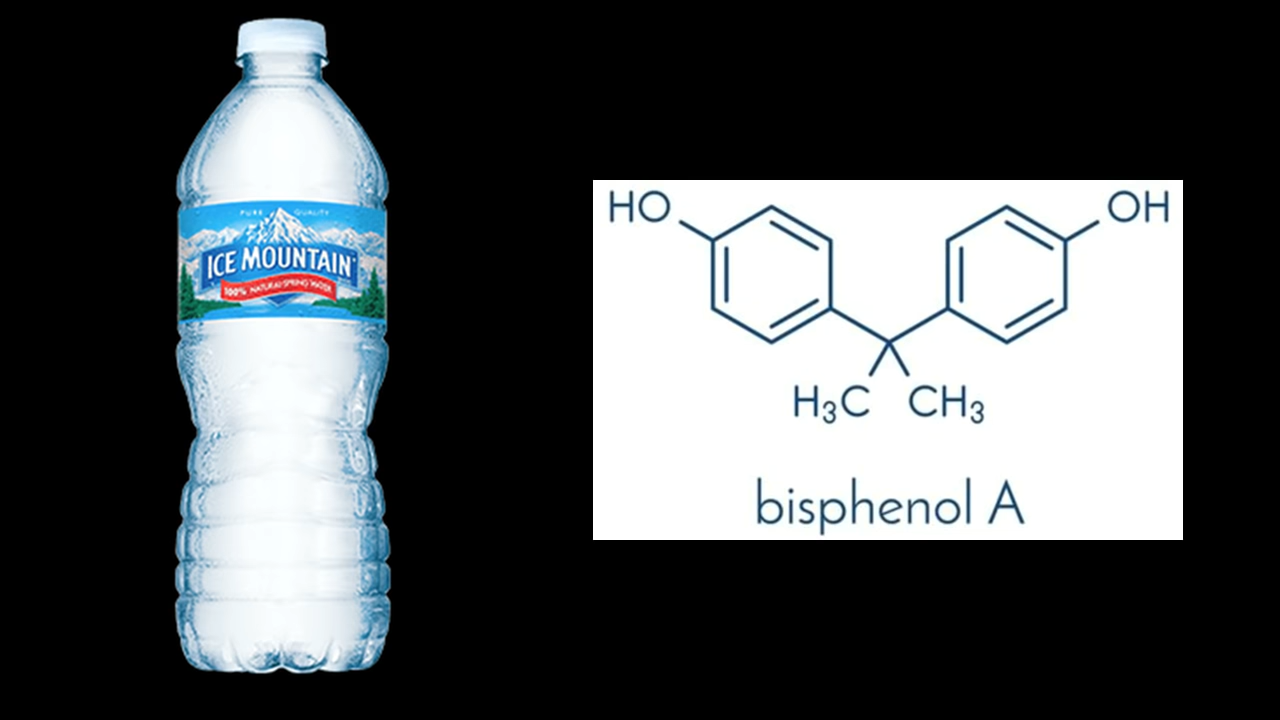 PURE QUALITY
ICE MOUNTAIN
100% NATURAL SPRING WATER
HO
OH
H3C CH3
bisphenol A